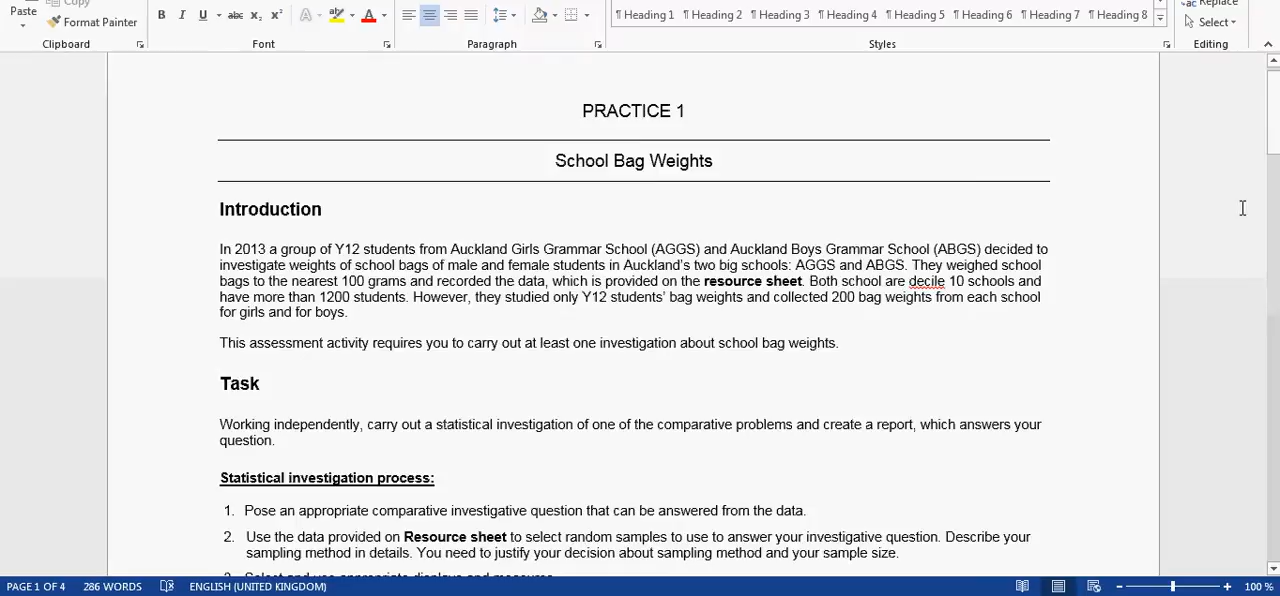 Copy
Replace
Paste
Format Painter
B I U abc x₂ x² A aby A
¶ Heading 1 ¶ Heading 2 ¶ Heading 3 ¶ Heading 4 ¶ Heading 5 ¶ Heading 6 ¶ Heading 7 ¶ Heading 8
Select
Clipboard Font Paragraph Styles Editing
PRACTICE 1
School Bag Weights
Introduction
In 2013 a group of Y12 students from Auckland Girls Grammar School (AGGS) and Auckland Boys Grammar School (ABGS) decided to
investigate weights of school bags of male and female students in Auckland's two big schools: AGGS and ABGS. They weighed school
bags to the nearest 100 grams and recorded the data, which is provided on the resource sheet. Both school are decile 10 schools and
have more than 1200 students. However, they studied only Y12 students' bag weights and collected 200 bag weights from each school
for girls and for boys.
This assessment activity requires you to carry out at least one investigation about school bag weights.
Task
Working independently, carry out a statistical investigation of one of the comparative problems and create a report, which answers your
question.
Statistical investigation process:
1. Pose an appropriate comparative investigative question that can be answered from the data.
2. Use the data provided on Resource sheet to select random samples to use to answer your investigative question. Describe your
sampling method in details. You need to justify your decision about sampling method and your sample size.
3. Select and use appropriate displays and measures
PAGE 1 OF 4 286 WORDS ENGLISH (UNITED KINGDOM) 100 %